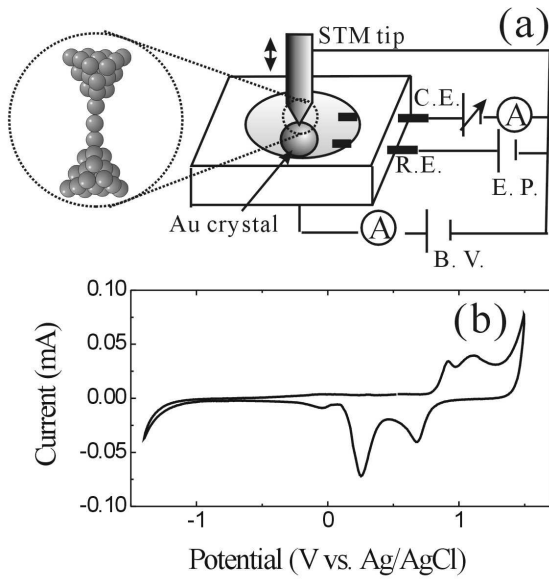 STM tip
(a)
C.E.
A
R.E.
E. P.
Au crystal
A
B. V.
(b)
0.10
0.05
0.00
-0.05
-0.10
Current (mA)
-1
0
1
Potential (V vs. Ag/AgCl)